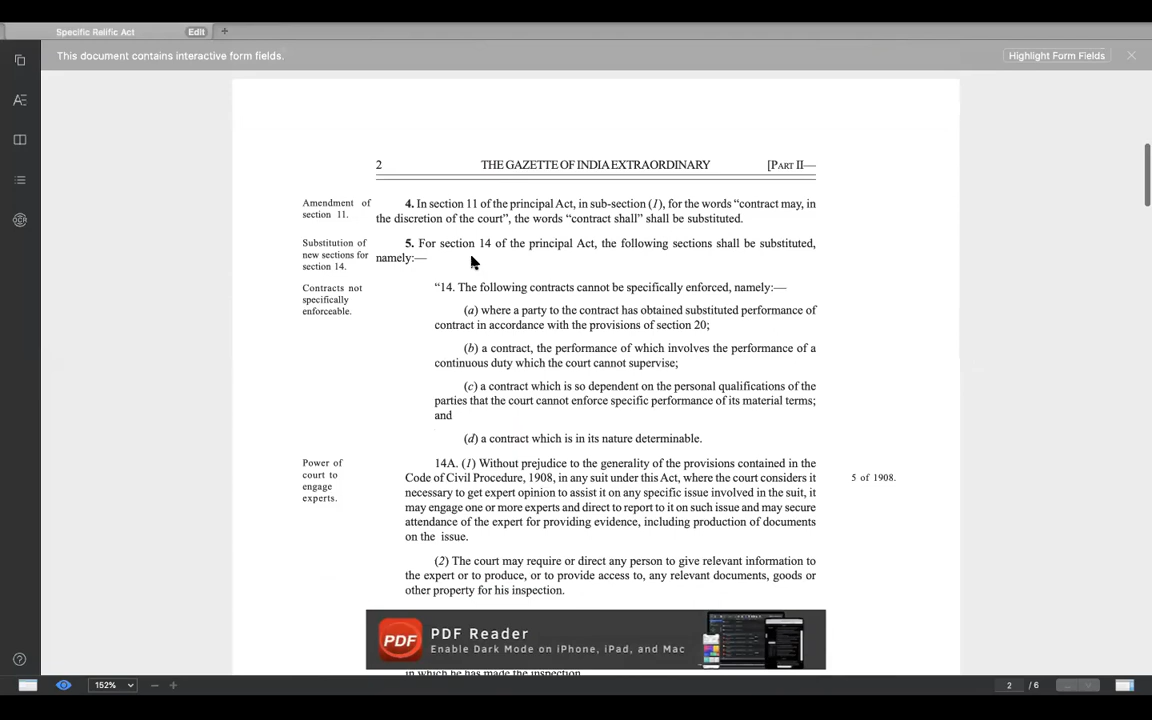 Specific Relific Act
Edit
+
This document contains interactive form fields.
Highlight Form Fields
2
THE GAZETTE OF INDIA EXTRAORDINARY
[PART II—
Amendment of
section 11.
4. In section 11 of the principal Act, in sub-section (1), for the words “contract may, in
the discretion of the court”, the words “contract shall” shall be substituted.
Substitution of
new sections for
section 14.
5. For section 14 of the principal Act, the following sections shall be substituted,
namely:—
Contracts not
specifically
enforceable.
“14. The following contracts cannot be specifically enforced, namely:—
(a) where a party to the contract has obtained substituted performance of
contract in accordance with the provisions of section 20;
(b) a contract, the performance of which involves the performance of a
continuous duty which the court cannot supervise;
(c) a contract which is so dependent on the personal qualifications of the
parties that the court cannot enforce specific performance of its material terms;
and
(d) a contract which is in its nature determinable.
Power of
court to
engage
experts.
14A. (1) Without prejudice to the generality of the provisions contained in the
Code of Civil Procedure, 1908, in any suit under this Act, where the court considers it
necessary to get expert opinion to assist it on any specific issue involved in the suit, it
may engage one or more experts and direct to report to it on such issue and may secure
attendance of the expert for providing evidence, including production of documents
on the issue.
5 of 1908.
(2) The court may require or direct any person to give relevant information to
the expert or to produce, or to provide access to, any relevant documents, goods or
other property for his inspection.
PDF
PDF Reader
Enable Dark Mode on iPhone, iPad, and Mac
in which he has made the inspection.
152%
2 / 6